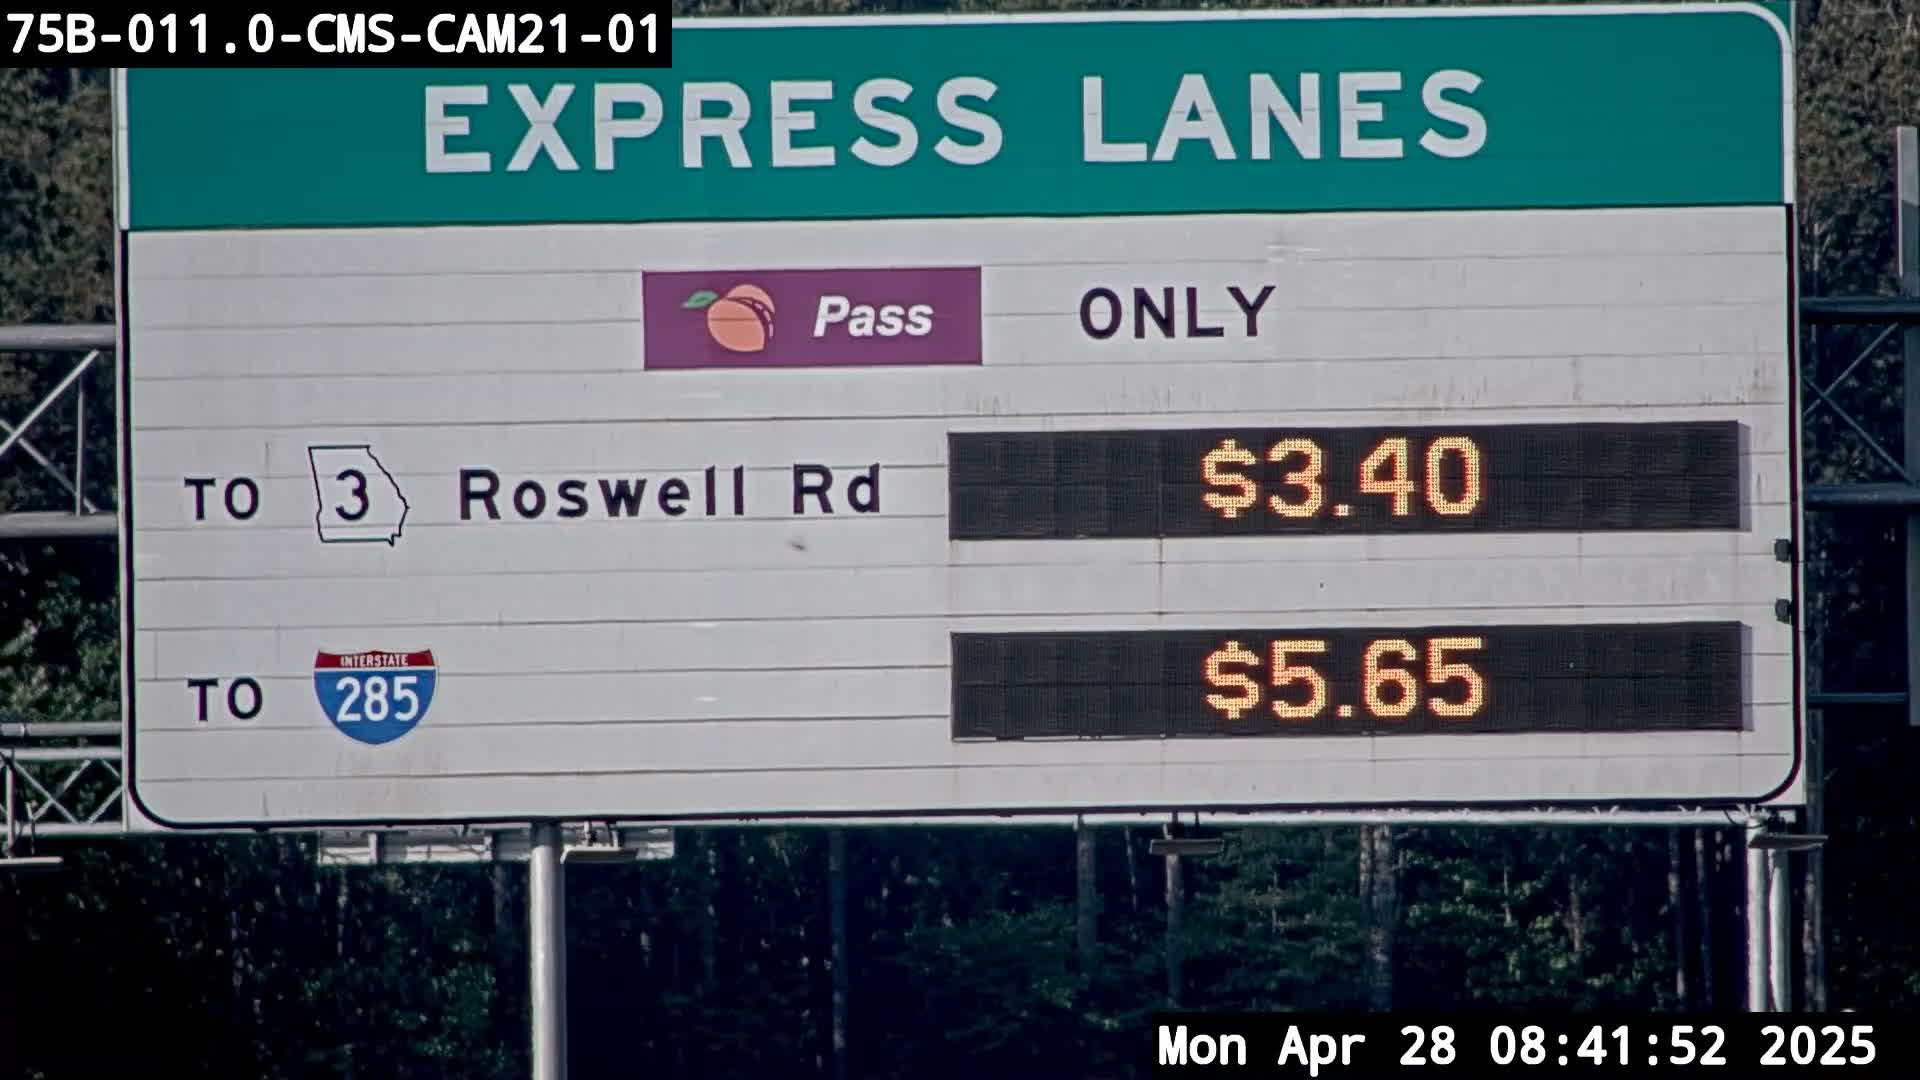 75B-011.0-CMS-CAM21-01
EXPRESS LANES
Pass ONLY
TO 3 Roswell Rd $3.40
TO INTERSTATE 285 $5.65
Mon Apr 28 08:41:52 2025